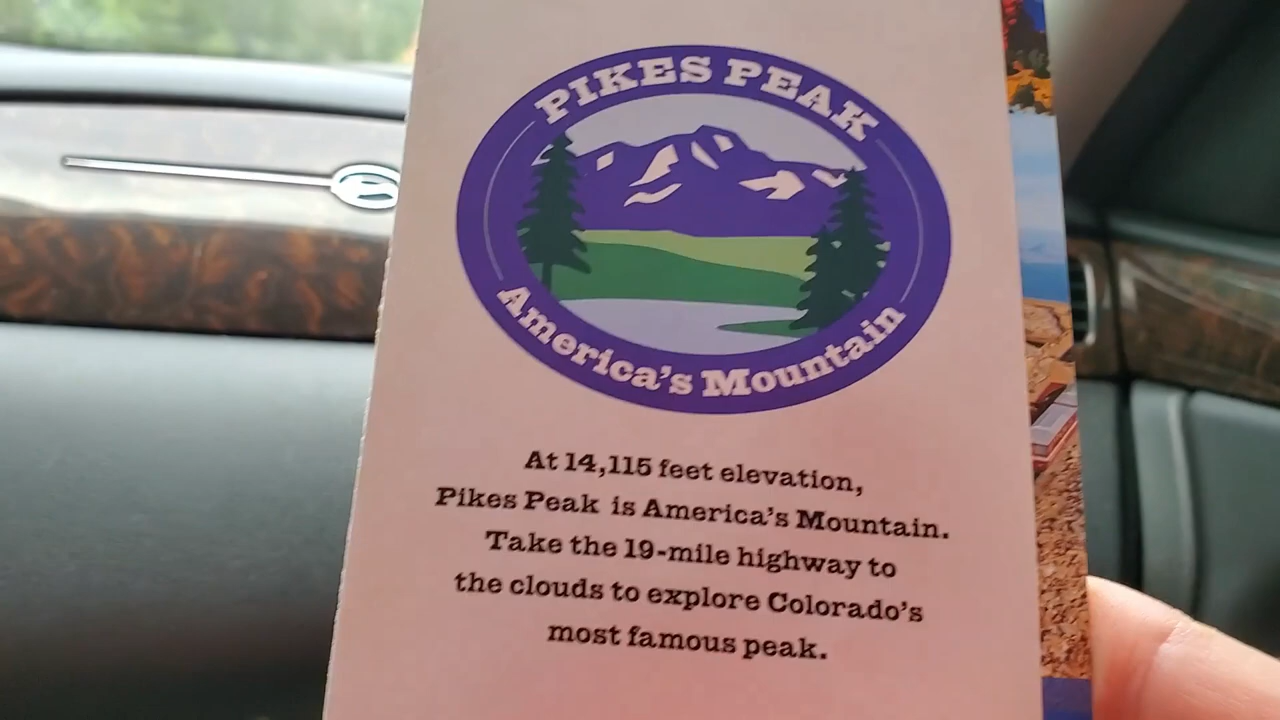 PIKES PEAK
America's Mountain
At 14,115 feet elevation,
Pikes Peak is America's Mountain.
Take the 19-mile highway to
the clouds to explore Colorado's
most famous peak.